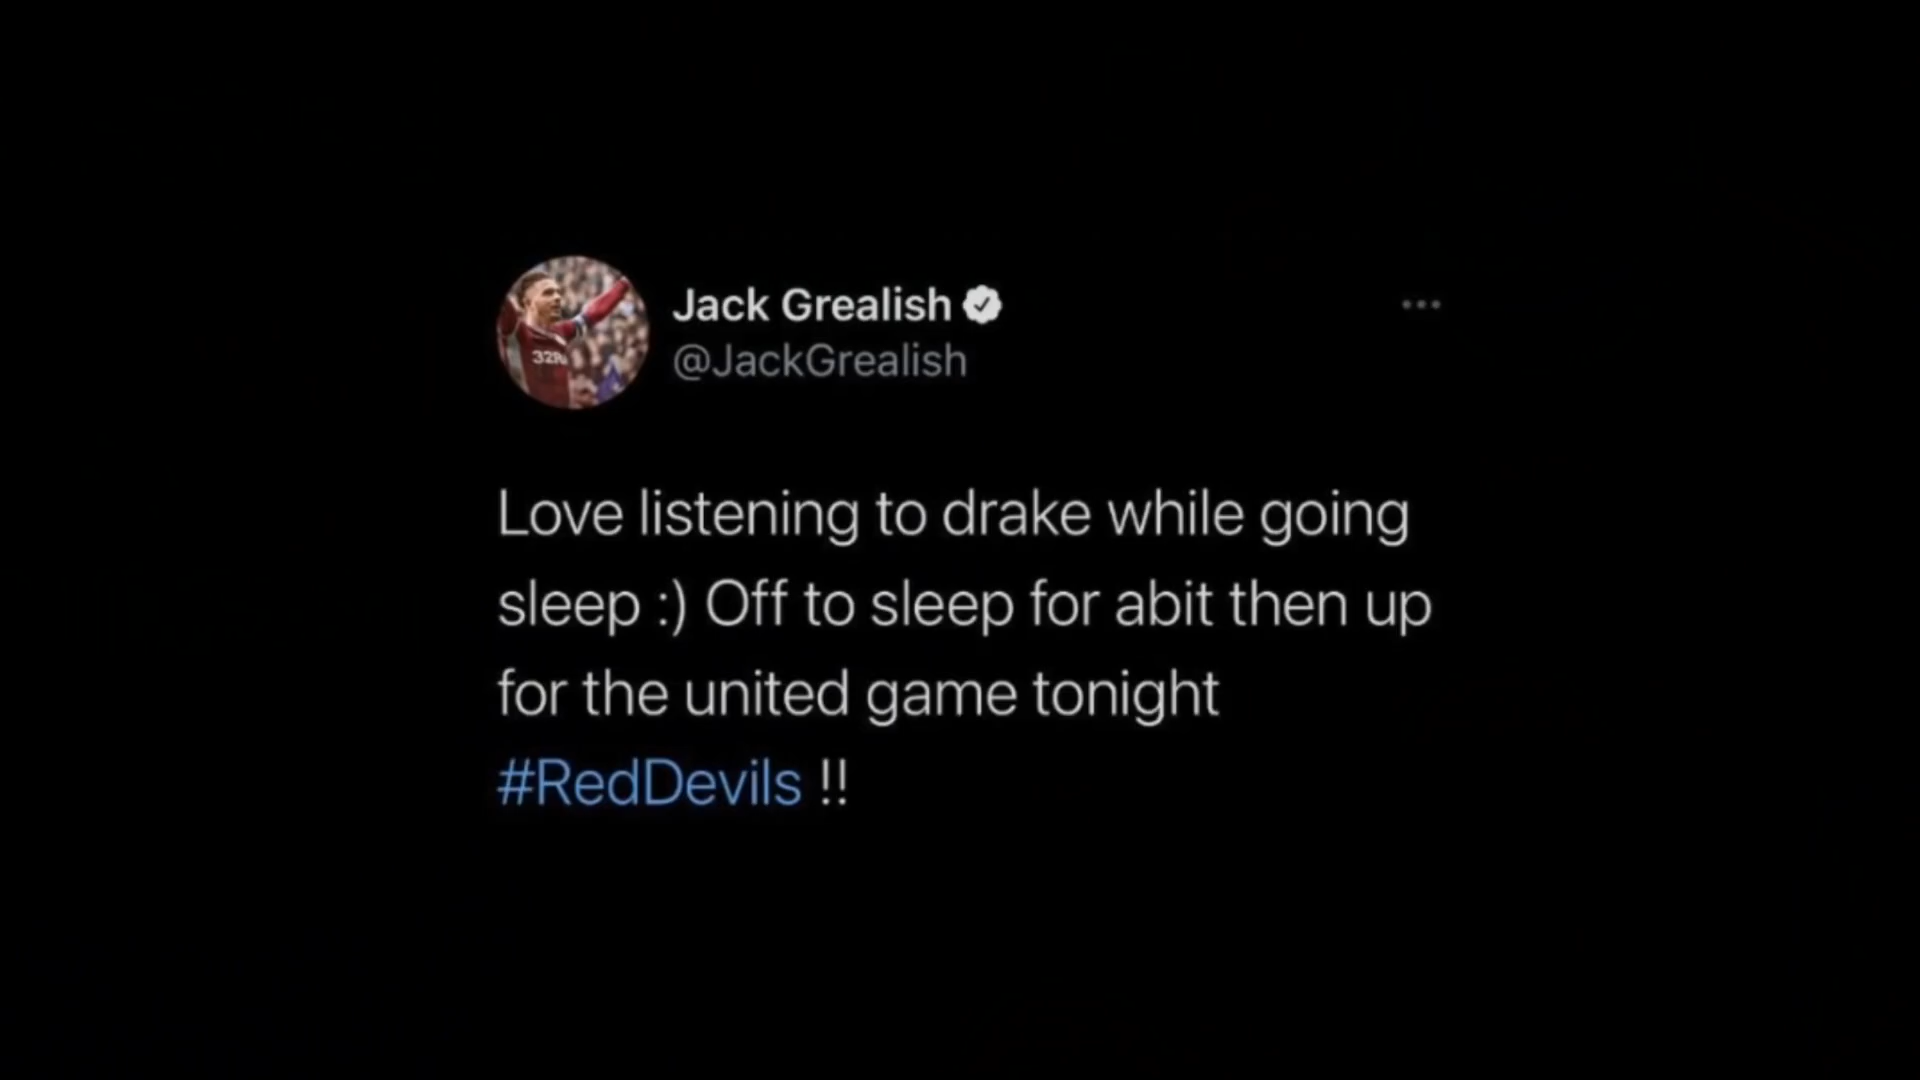 Jack Grealish
@JackGrealish
Love listening to drake while going
sleep :) Off to sleep for abit then up
for the united game tonight
#RedDevils !!